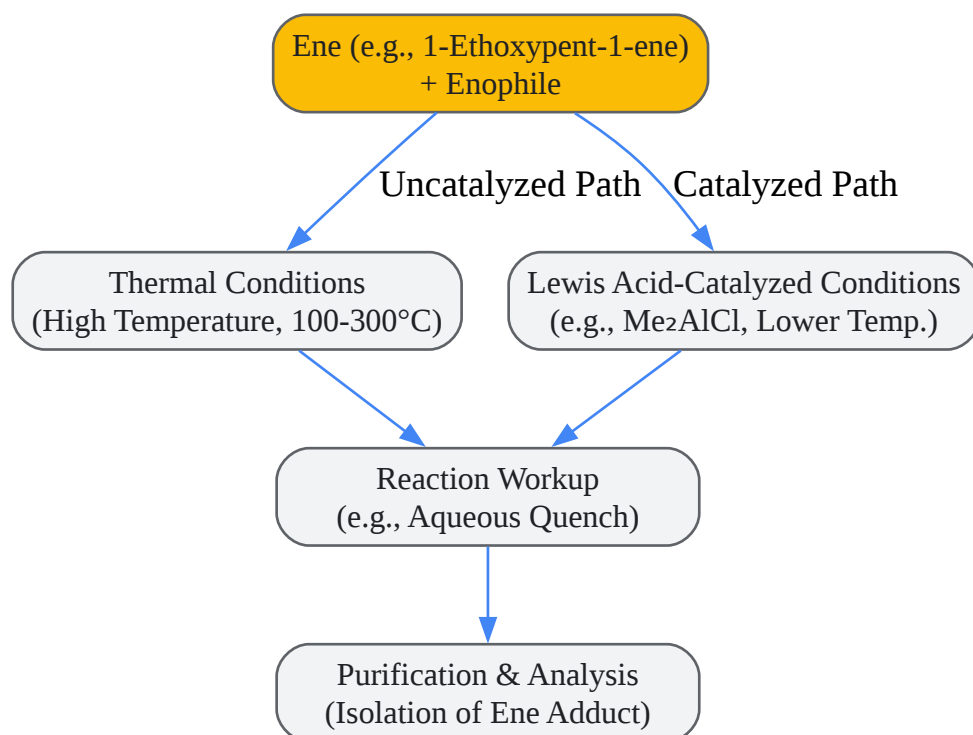 Ene (e.g., 1-Ethoxypent-1-ene)
+ Enophile
Uncatalyzed Path
Catalyzed Path
Thermal Conditions
(High Temperature, 100-300°C)
Lewis Acid-Catalyzed Conditions
(e.g., Me₂AlCl, Lower Temp.)
Reaction Workup
(e.g., Aqueous Quench)
Purification & Analysis
(Isolation of Ene Adduct)